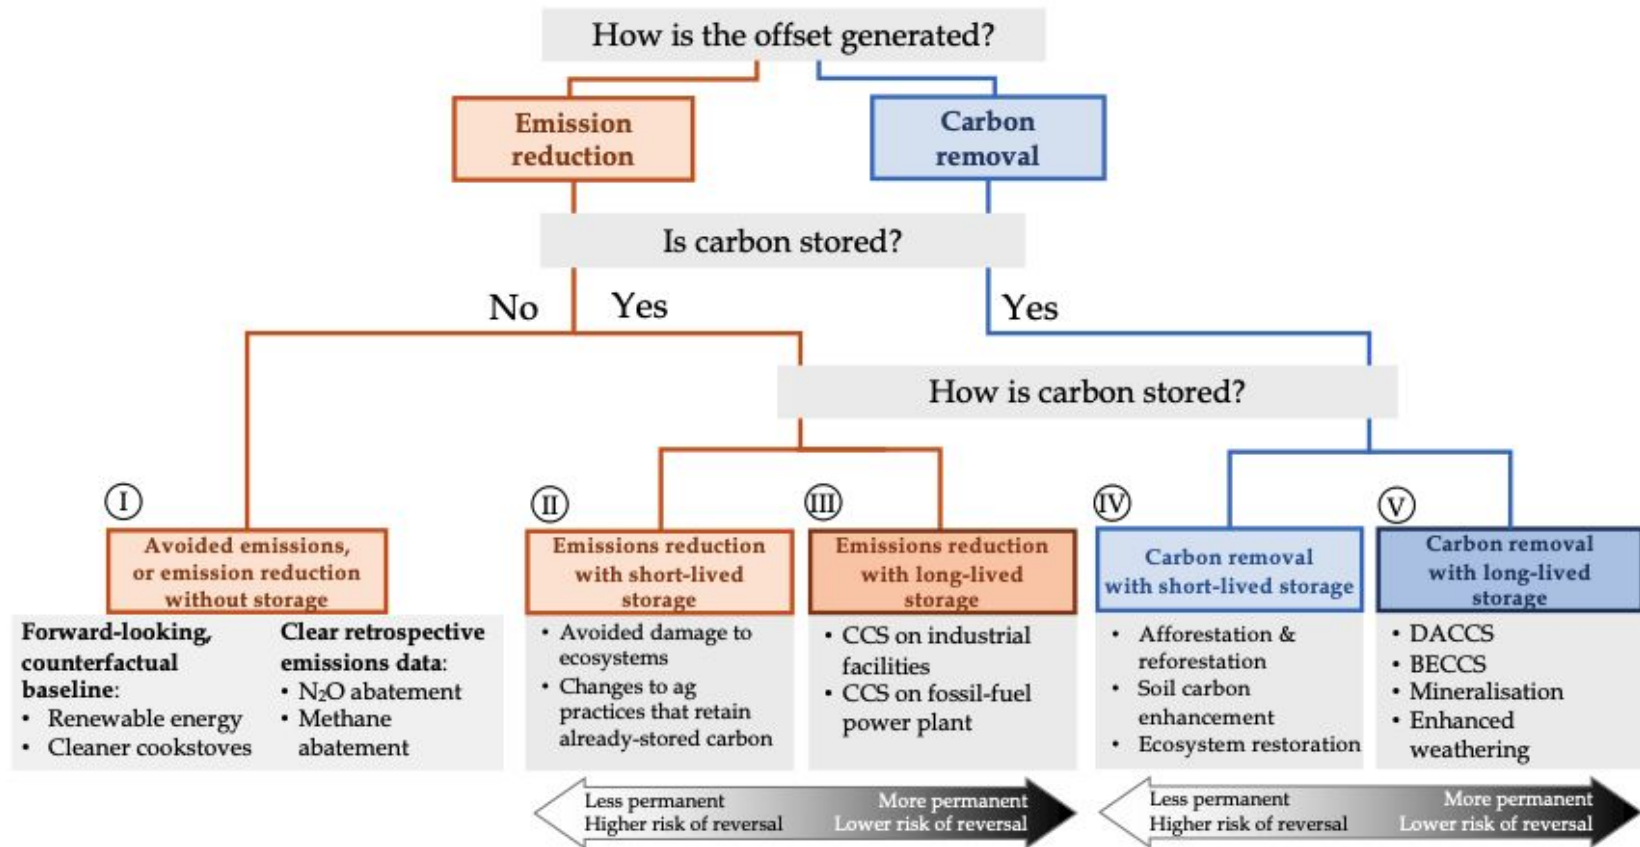 How is the offset generated?
Emission
reduction
Carbon
removal
Is carbon stored?
No
Yes
Yes
How is carbon stored?
I
Avoided emissions,
or emission reduction
without storage
Forward-looking,
counterfactual
baseline:
• Renewable energy
• Cleaner cookstoves
Clear retrospective
emissions data:
• N₂O abatement
• Methane
abatement
II
Emissions reduction
with short-lived
storage
• Avoided damage to
ecosystems
• Changes to ag
practices that retain
already-stored carbon
III
Emissions reduction
with long-lived
storage
• CCS on industrial
facilities
• CCS on fossil-fuel
power plant
IV
Carbon removal
with short-lived storage
• Afforestation &
reforestation
• Soil carbon
enhancement
• Ecosystem restoration
V
Carbon removal
with long-lived
storage
• DACCS
• BECCS
• Mineralisation
• Enhanced
weathering
Less permanent
Higher risk of reversal
More permanent
Lower risk of reversal
Less permanent
Higher risk of reversal
More permanent
Lower risk of reversal